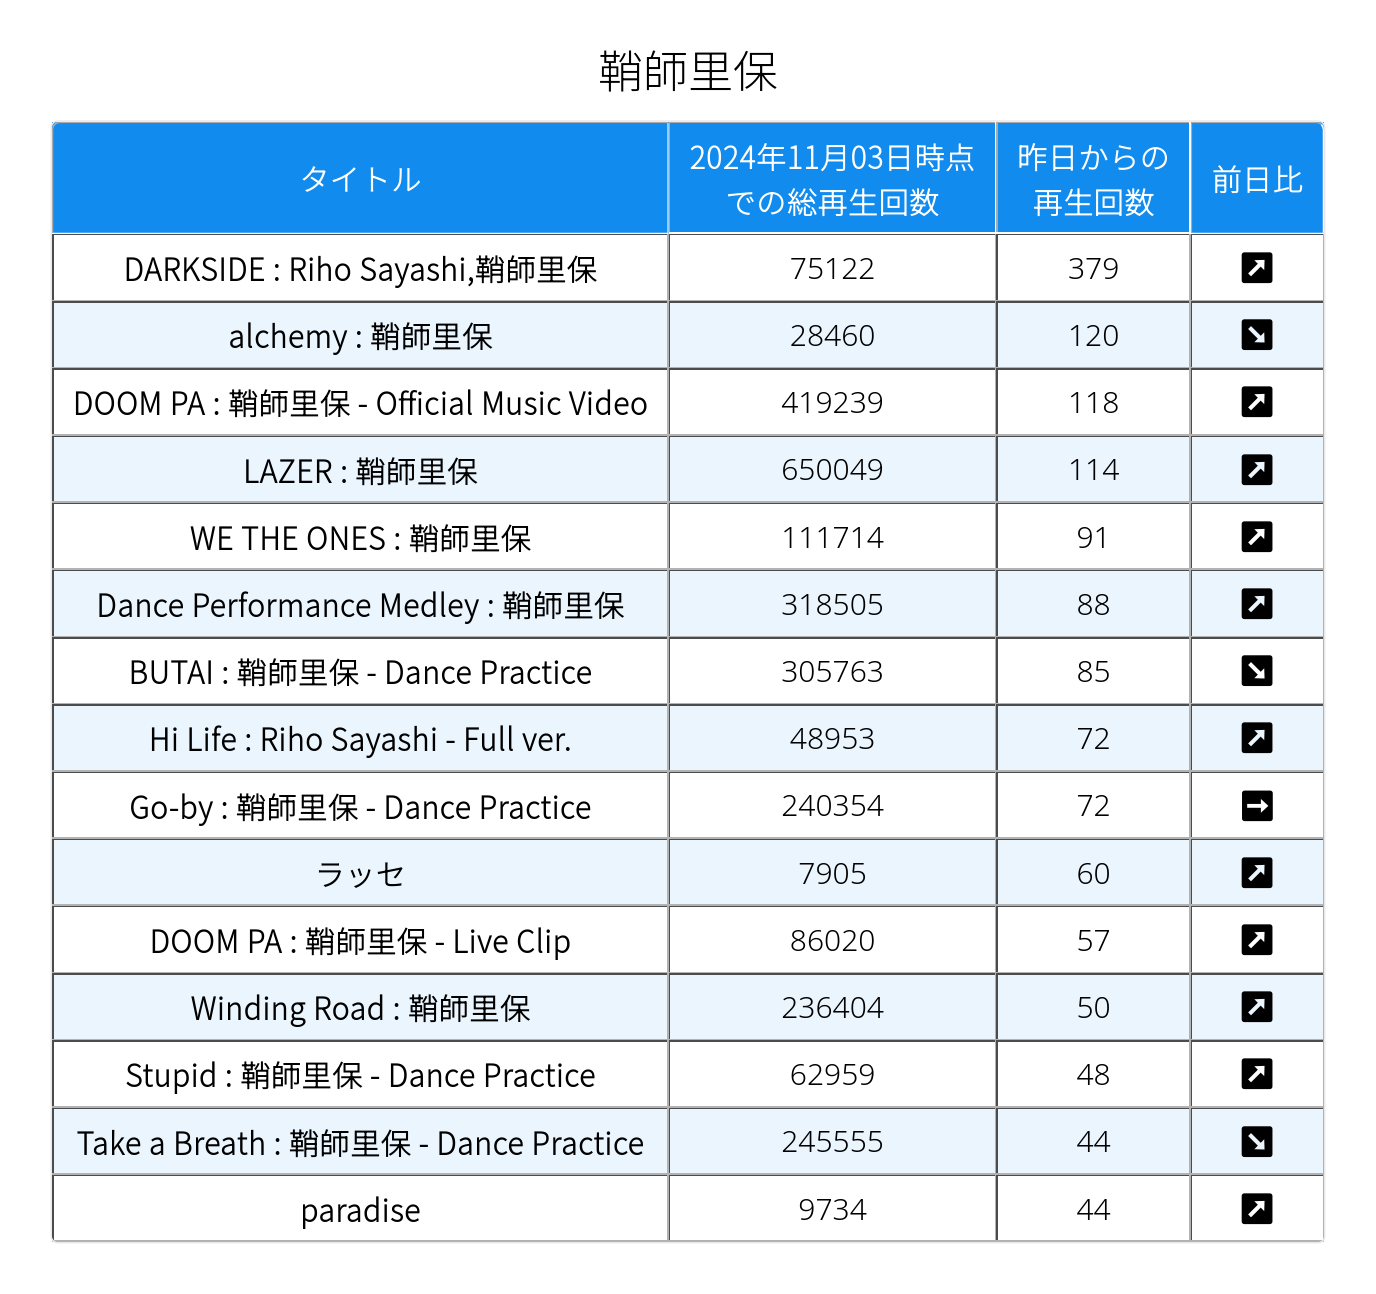 鞘師里保
タイトル 2024年11月03日時点での総再生回数 昨日からの再生回数 前日比
DARKSIDE : Riho Sayashi,鞘師里保 75122 379 ↗
alchemy : 鞘師里保 28460 120 ↘
DOOM PA : 鞘師里保 - Official Music Video 419239 118 ↗
LAZER : 鞘師里保 650049 114 ↗
WE THE ONES : 鞘師里保 111714 91 ↗
Dance Performance Medley : 鞘師里保 318505 88 ↗
BUTAI : 鞘師里保 - Dance Practice 305763 85 ↘
Hi Life : Riho Sayashi - Full ver. 48953 72 ↗
Go-by : 鞘師里保 - Dance Practice 240354 72 →
ラッセ 7905 60 ↗
DOOM PA : 鞘師里保 - Live Clip 86020 57 ↗
Winding Road : 鞘師里保 236404 50 ↗
Stupid : 鞘師里保 - Dance Practice 62959 48 ↗
Take a Breath : 鞘師里保 - Dance Practice 245555 44 ↘
paradise 9734 44 ↗